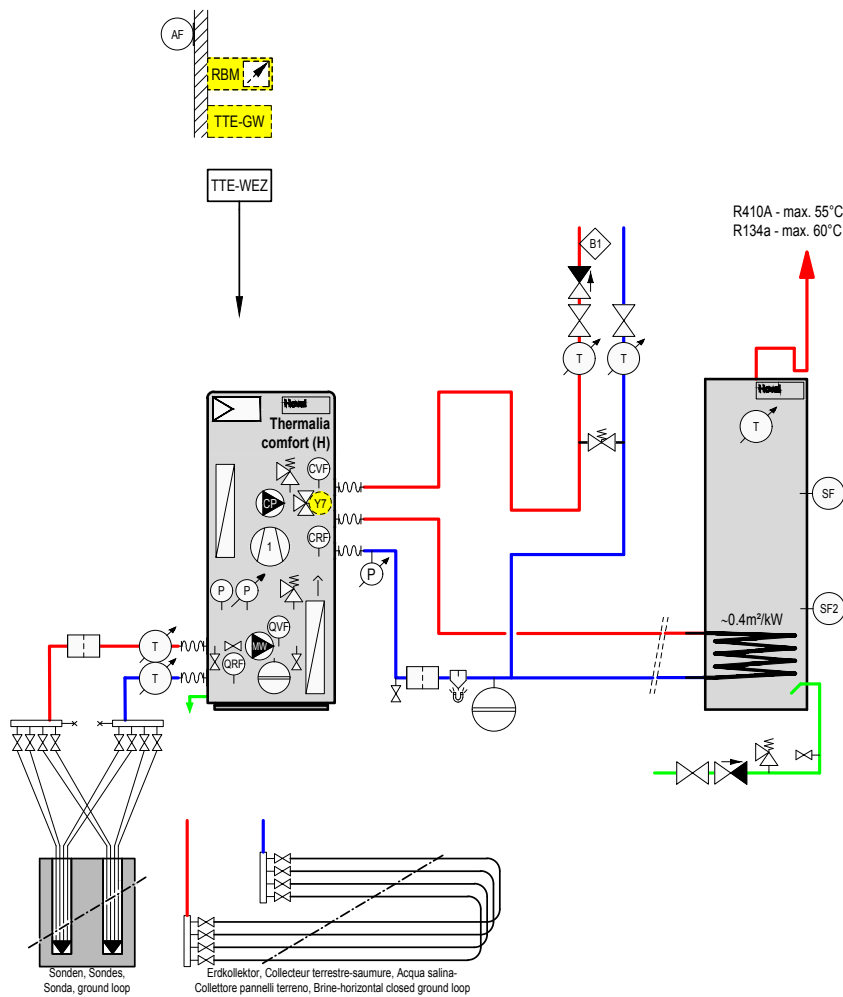 AF
RBM
TTE-GW
TTE-WEZ
R410A - max. 55°C
R134a - max. 60°C
B1
T
T
Hoval
Thermalia
comfort (H)
CVF
CP
Y7
1
CRF
P
P
P
QVF
MW
QRF
T
T
Hoval
T
SF
SF2
~0.4m²/kW
Sonden, Sondes,
Sonda, ground loop
Erdkollektor, Collecteur terrestre-saumure, Acqua salina-
Collettore pannelli terreno, Brine-horizontal closed ground loop